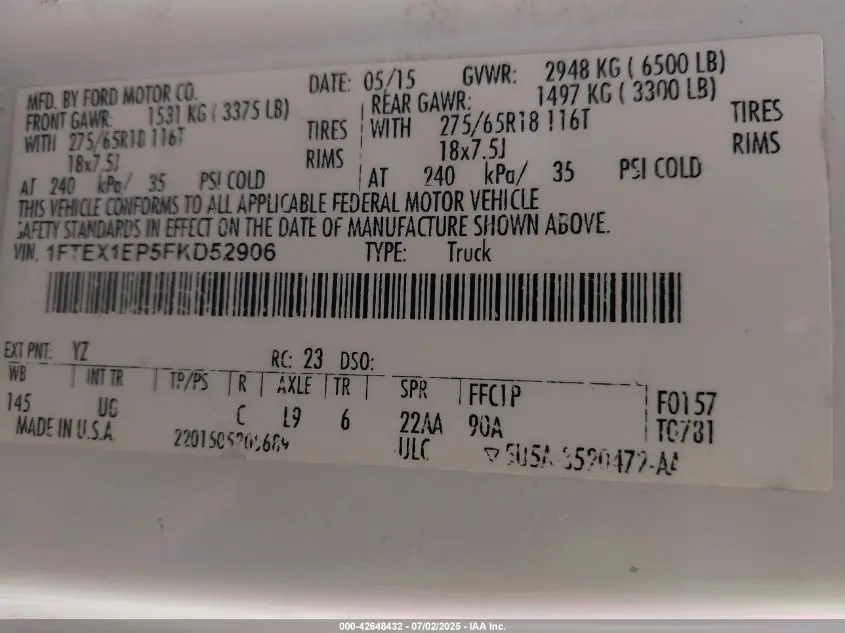 MFD. BY FORD MOTOR CO.
DATE: 05/15 GVWR: 2948 KG ( 6500 LB)
FRONT GAWR: 1531 KG ( 3375 LB) REAR GAWR: 1497 KG ( 3300 LB)
WITH 275/65R18 116T TIRES WITH 275/65R18 116T TIRES
18x7.5J RIMS 18x7.5J RIMS
AT 240 kPa/ 35 PSI COLD AT 240 kPa/ 35 PSI COLD
THIS VEHICLE CONFORMS TO ALL APPLICABLE FEDERAL MOTOR VEHICLE
SAFETY STANDARDS IN EFFECT ON THE DATE OF MANUFACTURE SHOWN ABOVE.
VIN: 1FTEX1EP5FKD52906 TYPE: Truck
EXT PNT: YZ RC: 23 DSO:
WB INT TR TP/PS R AXLE TR SPR FFC1P F0157
145 UG C L9 6 22AA 90A T0731
MADE IN U.S.A. ULC
000-42648432 - 07/02/2025 - IAA Inc.